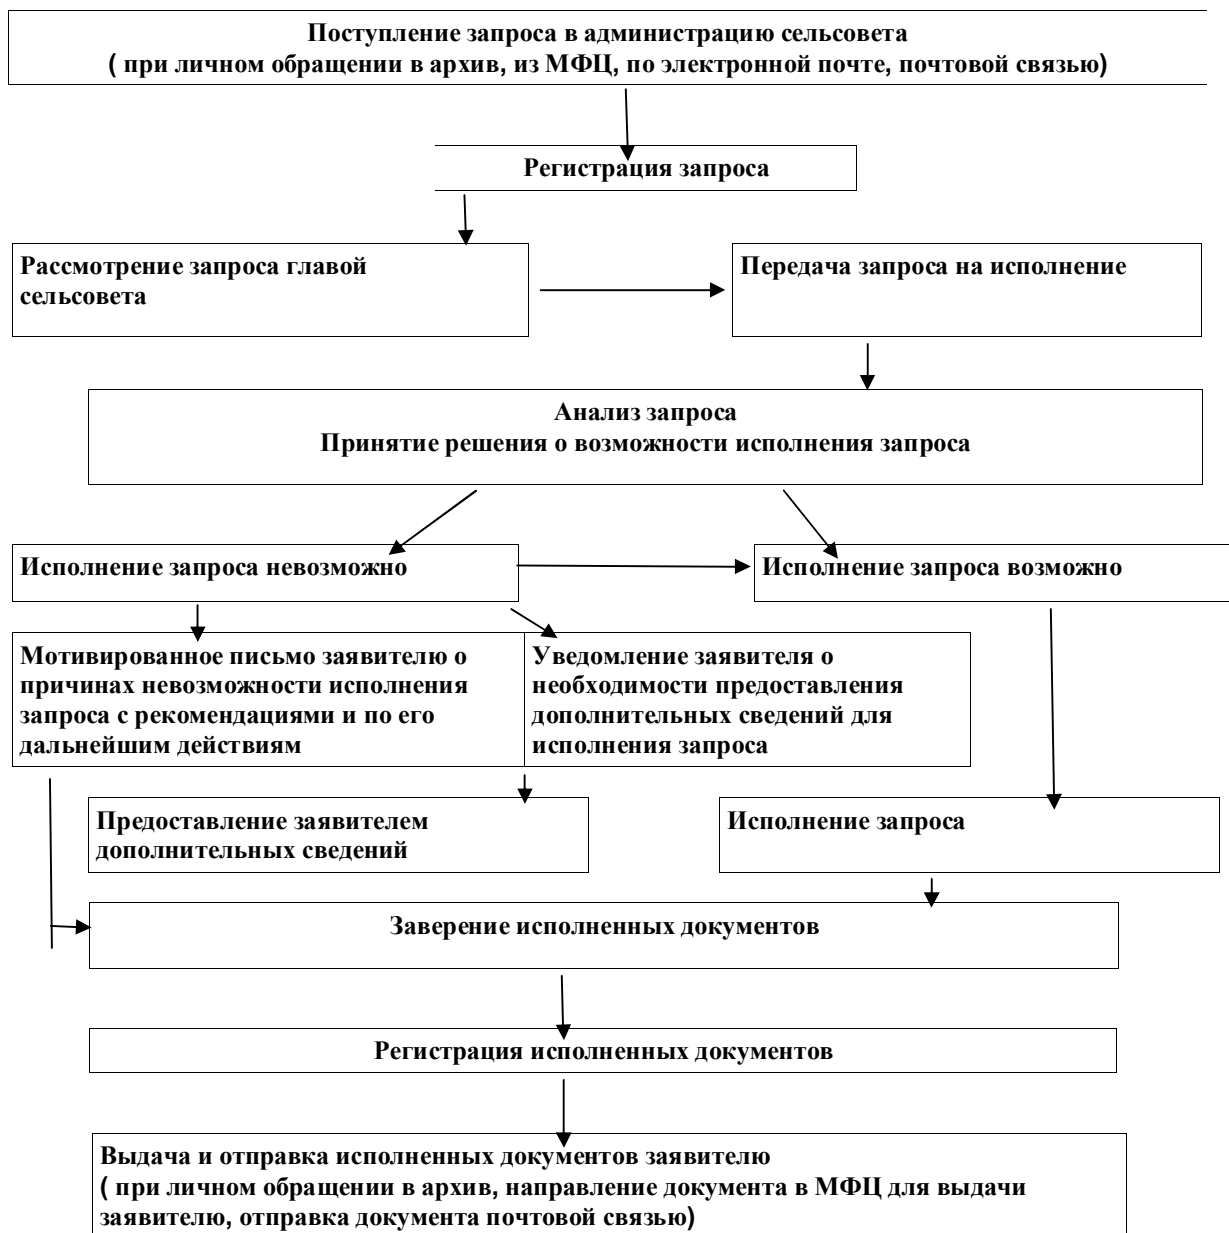 Поступление запроса в администрацию сельсовета
( при личном обращении в архив, из МФЦ, по электронной почте, почтовой связью)
Регистрация запроса
Рассмотрение запроса главой
сельсовета
Передача запроса на исполнение
Анализ запроса
Принятие решения о возможности исполнения запроса
Исполнение запроса невозможно
Исполнение запроса возможно
Мотивированное письмо заявителю о
причинах невозможности исполнения
запроса с рекомендациями и по его
дальнейшим действиям
Уведомление заявителя о
необходимости предоставления
дополнительных сведений для
исполнения запроса
Предоставление заявителем
дополнительных сведений
Исполнение запроса
Заверение исполненных документов
Регистрация исполненных документов
Выдача и отправка исполненных документов заявителю
( при личном обращении в архив, направление документа в МФЦ для выдачи
заявителю, отправка документа почтовой связью)